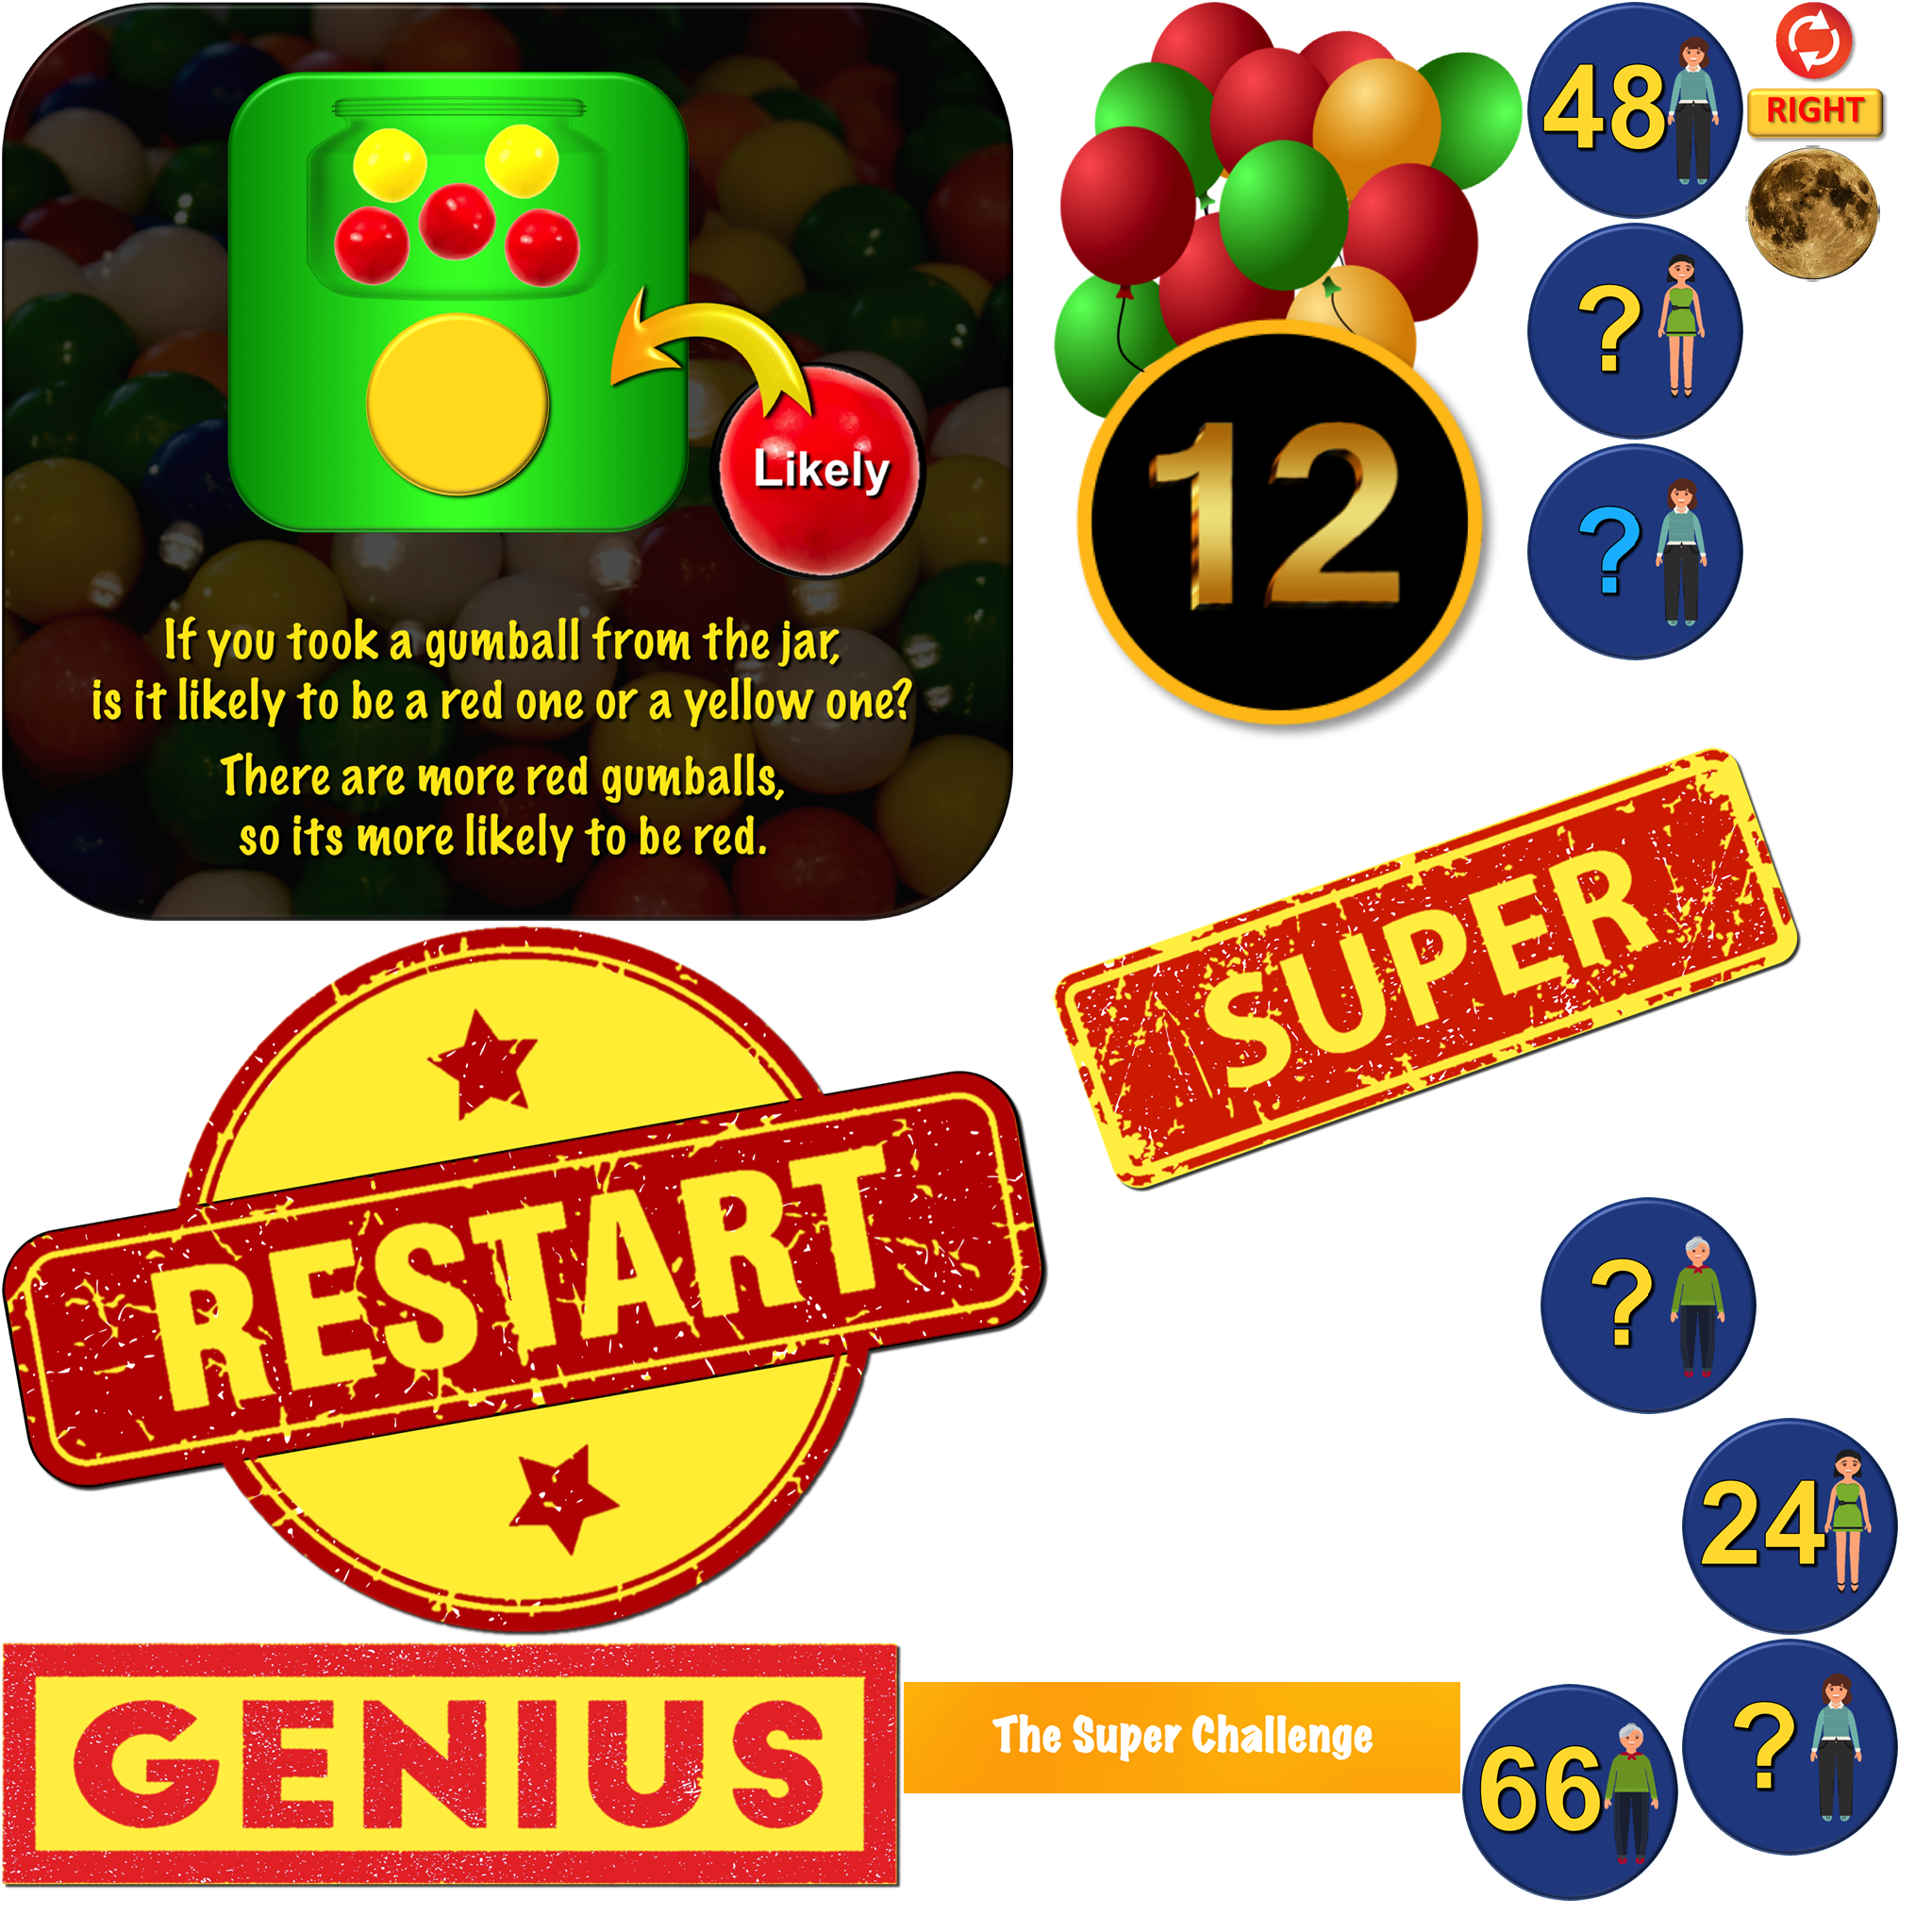 Likely
If you took a gumball from the jar,
is it likely to be a red one or a yellow one?
There are more red gumballs,
so its more likely to be red.
12
48
RIGHT
?
?
SUPER
RESTART
?
24
GENIUS
The Super Challenge
66
?